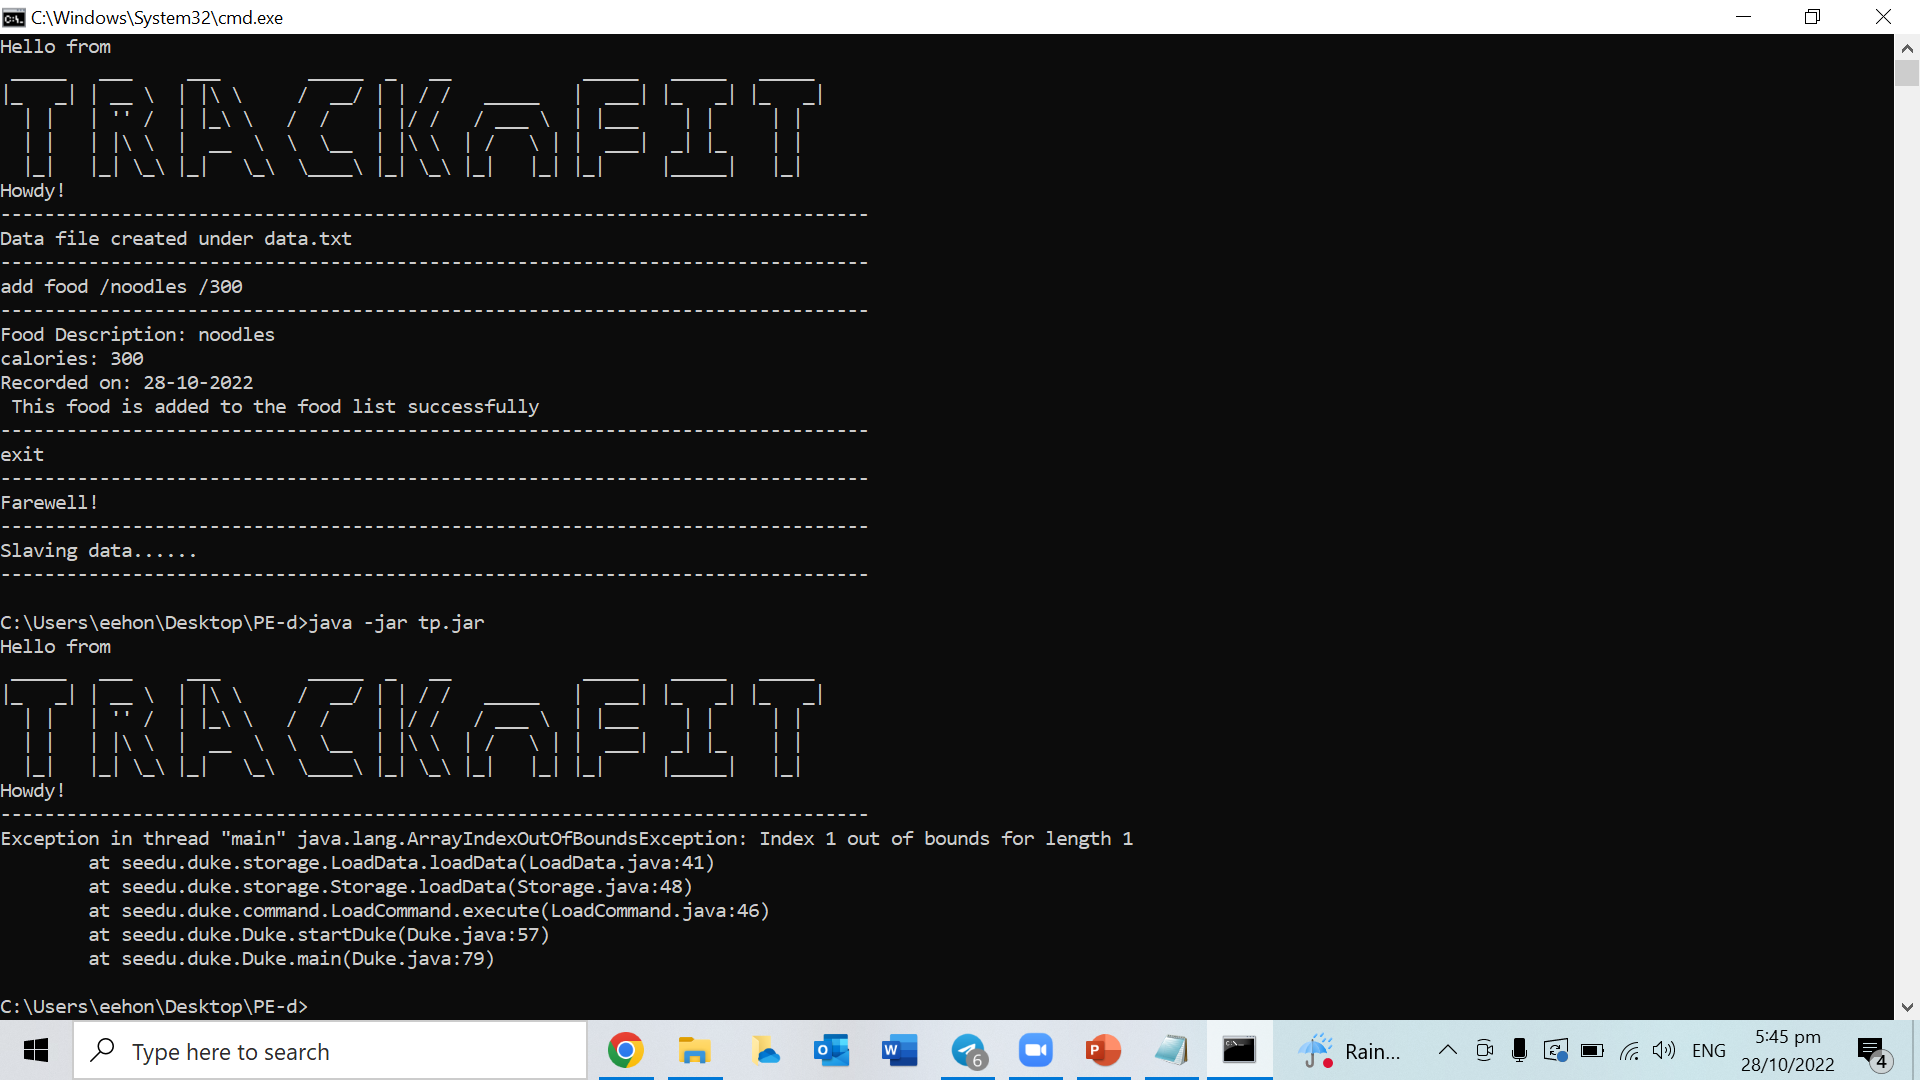 C:\Windows\System32\cmd.exe
Hello from
TRACKnFIT
Howdy!
-------------------------------------------------------------------------------
Data file created under data.txt
-------------------------------------------------------------------------------
add food /noodles /300
-------------------------------------------------------------------------------
Food Description: noodles
calories: 300
Recorded on: 28-10-2022
 This food is added to the food list successfully
-------------------------------------------------------------------------------
exit
-------------------------------------------------------------------------------
Farewell!
-------------------------------------------------------------------------------
Slaving data......
-------------------------------------------------------------------------------
C:\Users\eehon\Desktop\PE-d>java -jar tp.jar
Hello from
TRACKnFIT
Howdy!
-------------------------------------------------------------------------------
Exception in thread "main" java.lang.ArrayIndexOutOfBoundsException: Index 1 out of bounds for length 1
        at seedu.duke.storage.LoadData.loadData(LoadData.java:41)
        at seedu.duke.storage.Storage.loadData(Storage.java:48)
        at seedu.duke.command.LoadCommand.execute(LoadCommand.java:46)
        at seedu.duke.Duke.startDuke(Duke.java:57)
        at seedu.duke.Duke.main(Duke.java:79)
C:\Users\eehon\Desktop\PE-d>
Type here to search
6
Rain...
ENG
5:45 pm
28/10/2022
4